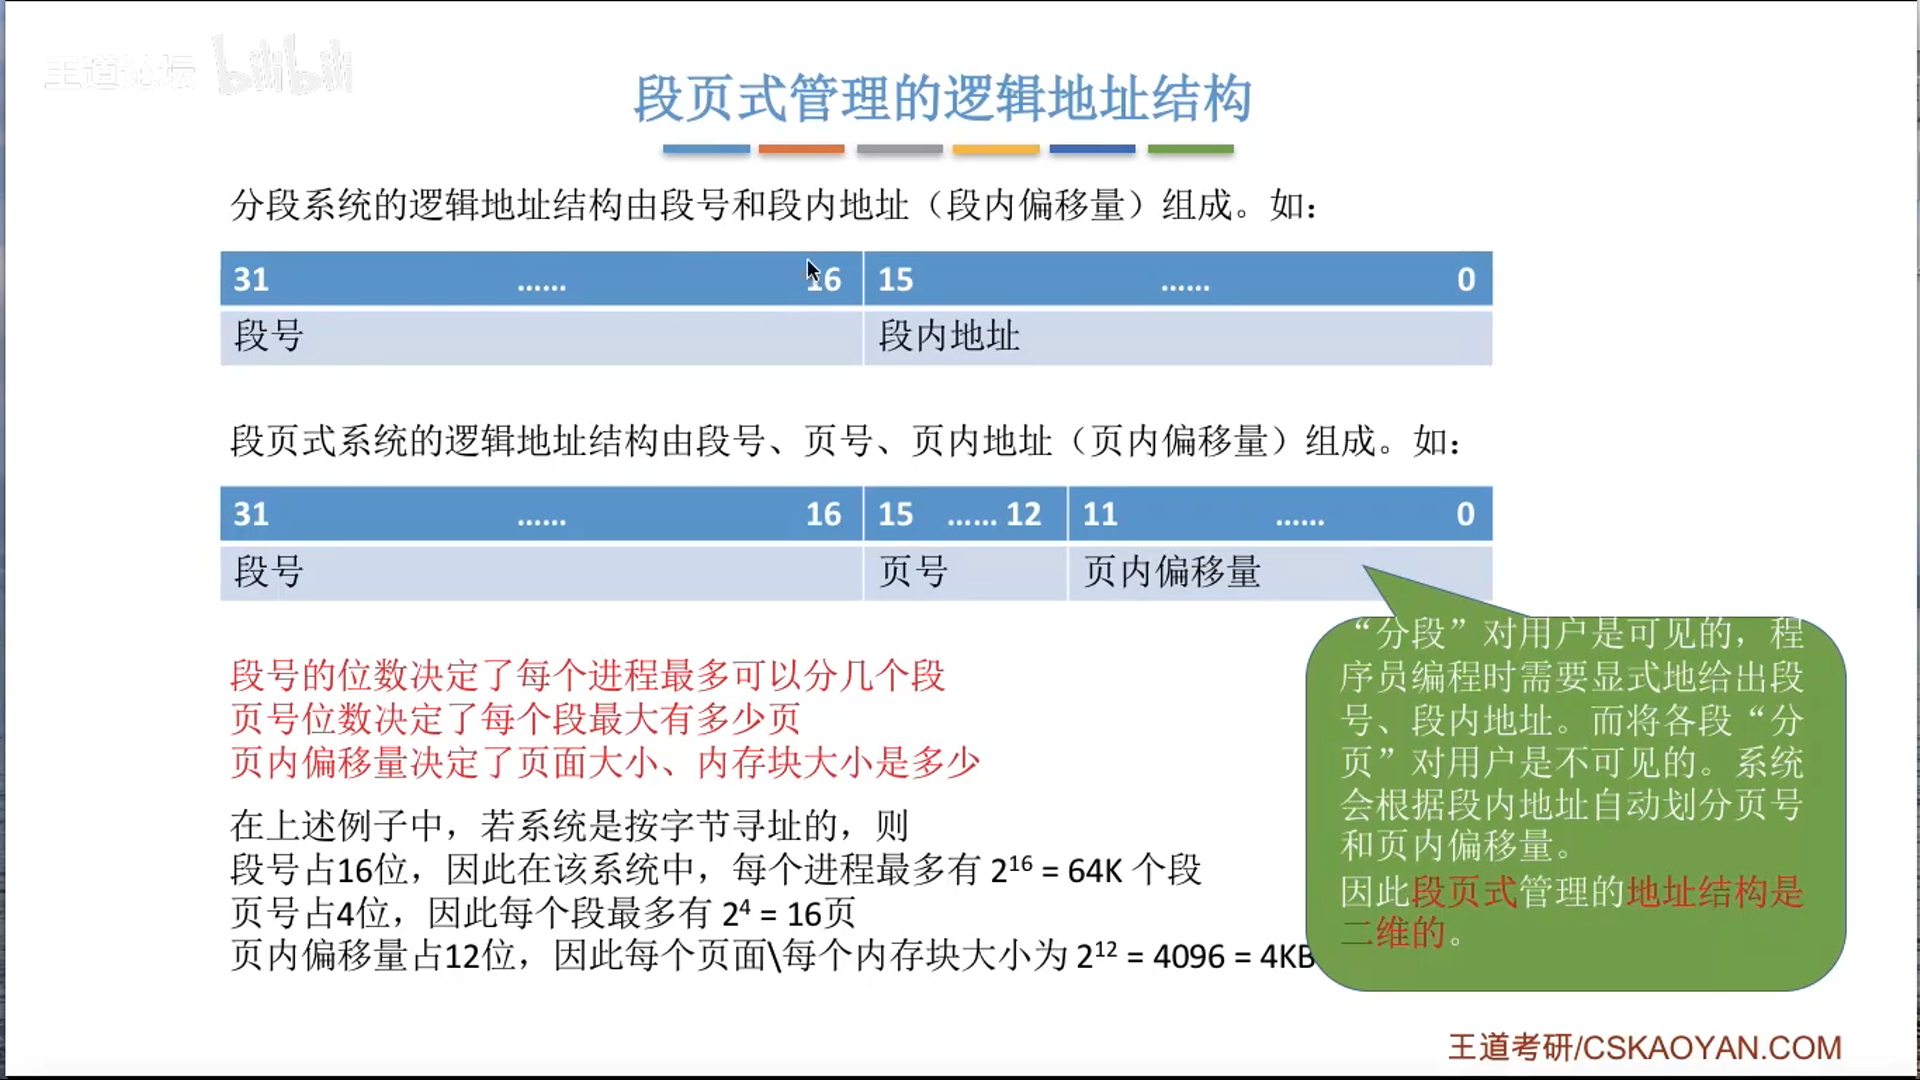 王道论坛 bilibili
段页式管理的逻辑地址结构
分段系统的逻辑地址结构由段号和段内地址（段内偏移量）组成。如：
31 …… 16 15 …… 0
段号 段内地址
段页式系统的逻辑地址结构由段号、页号、页内地址（页内偏移量）组成。如：
31 …… 16 15 …… 12 11 …… 0
段号 页号 页内偏移量
段号的位数决定了每个进程最多可以分几个段
页号位数决定了每个段最大有多少页
页内偏移量决定了页面大小、内存块大小是多少
在上述例子中，若系统是按字节寻址的，则
段号占16位，因此在该系统中，每个进程最多有 2¹⁶ = 64K 个段
页号占4位，因此每个段最多有 2⁴ = 16页
页内偏移量占12位，因此每个页面\每个内存块大小为 2¹² = 4096 = 4KB
“分段”对用户是可见的，程
序员编程时需要显式地给出段
号、段内地址。而将各段“分
页”对用户是不可见的。系统
会根据段内地址自动划分页号
和页内偏移量。
因此段页式管理的地址结构是
二维的。
王道考研/CSKAOYAN.COM